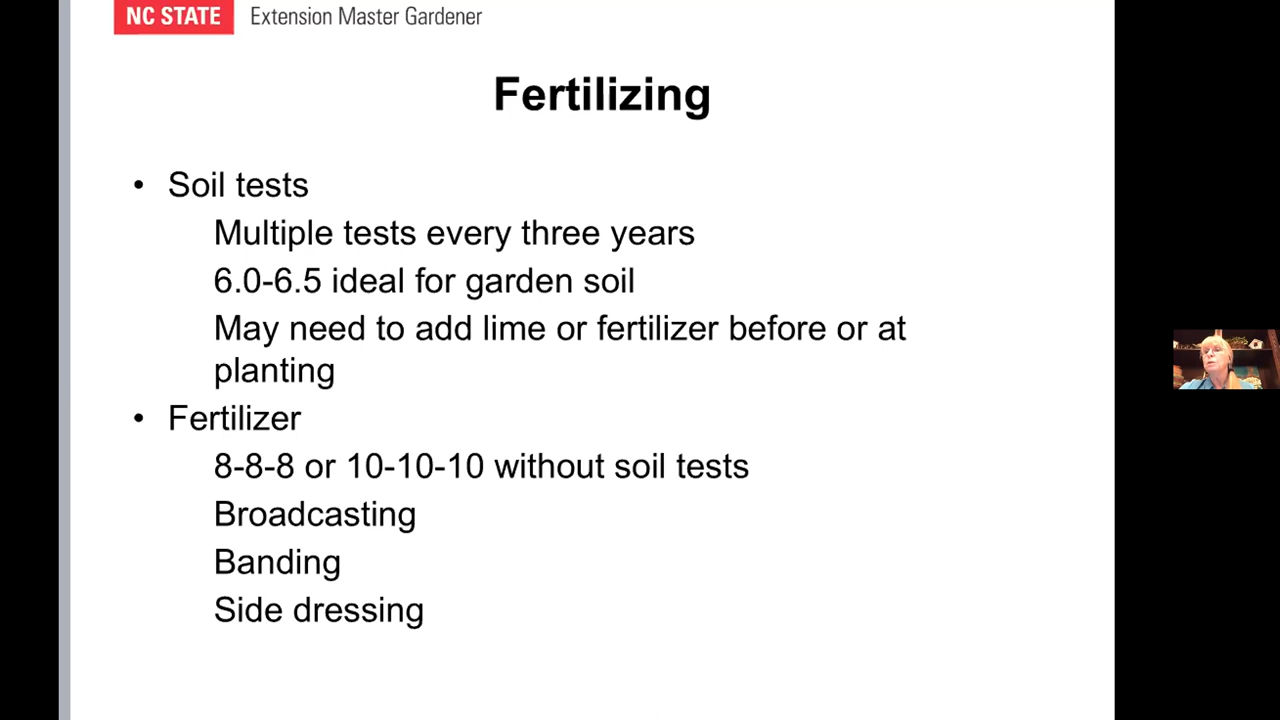 NC STATE Extension Master Gardener
Fertilizing
• Soil tests
Multiple tests every three years
6.0-6.5 ideal for garden soil
May need to add lime or fertilizer before or at
planting
• Fertilizer
8-8-8 or 10-10-10 without soil tests
Broadcasting
Banding
Side dressing